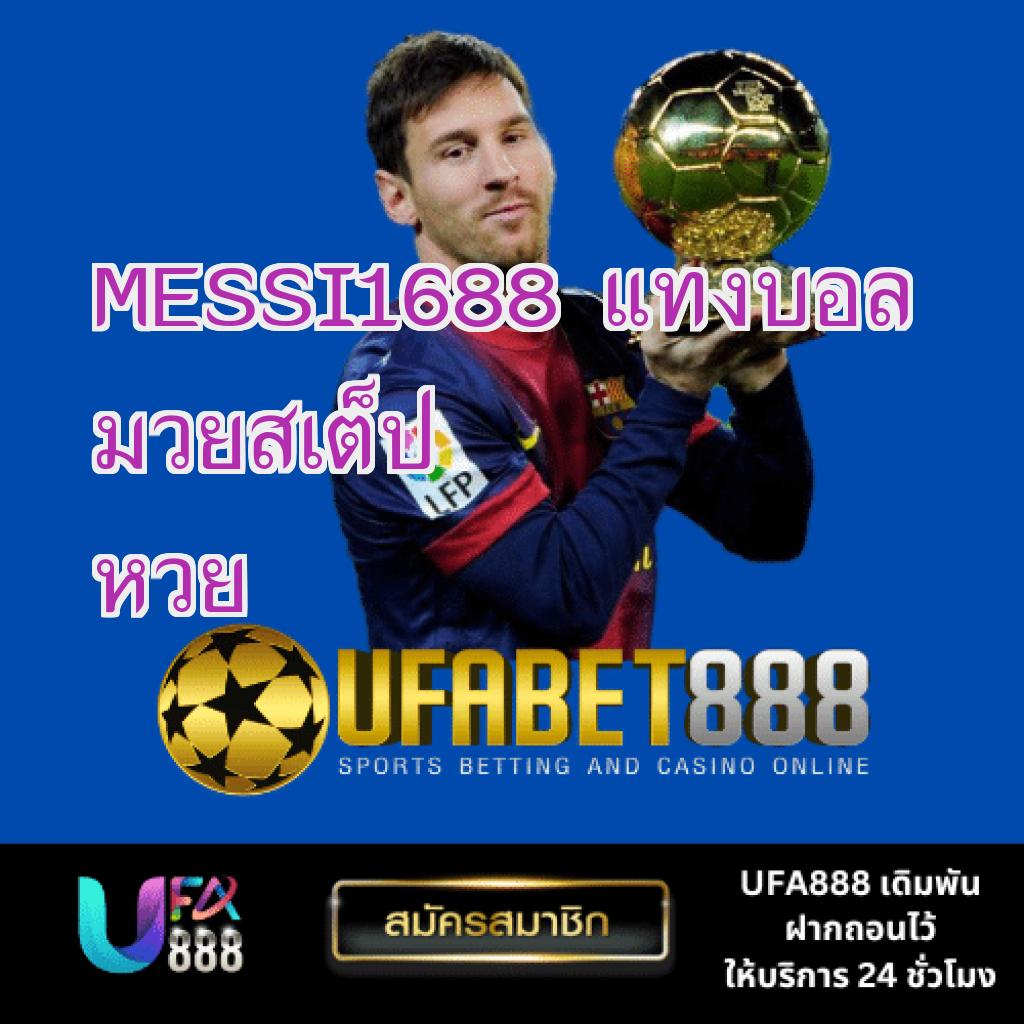 MESSI1688 แทงบอล
มวยสเต็ป
LFP
หวย
UFABET888
SPORTS BETTING AND CASINO ONLINE
UFA
888
สมัครสมาชิก
UFA888 เดิมพัน
ฝากถอนไว้
ให้บริการ 24 ชั่วโมง